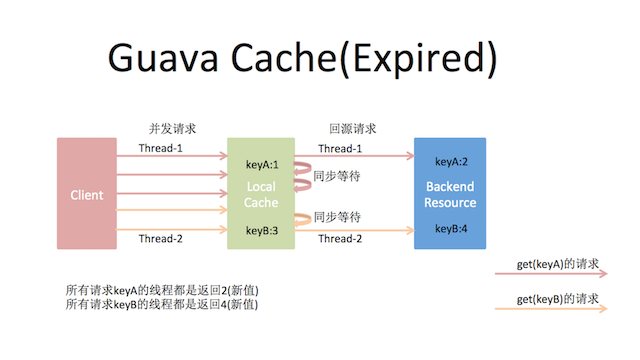 Guava Cache(Expired)
并发请求
回源请求
Thread-1
Thread-1
keyA:1
keyA:2
同步等待
Client
Local
Cache
Backend
Resource
同步等待
keyB:3
keyB:4
Thread-2
Thread-2
get(keyA)的请求
所有请求keyA的线程都是返回2(新值)
所有请求keyB的线程都是返回4(新值)
get(keyB)的请求